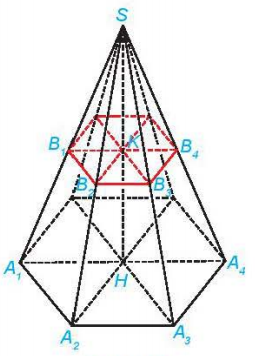 S
B₁ K B₄
B₂ B₃
A₁ H A₄
A₂ A₃